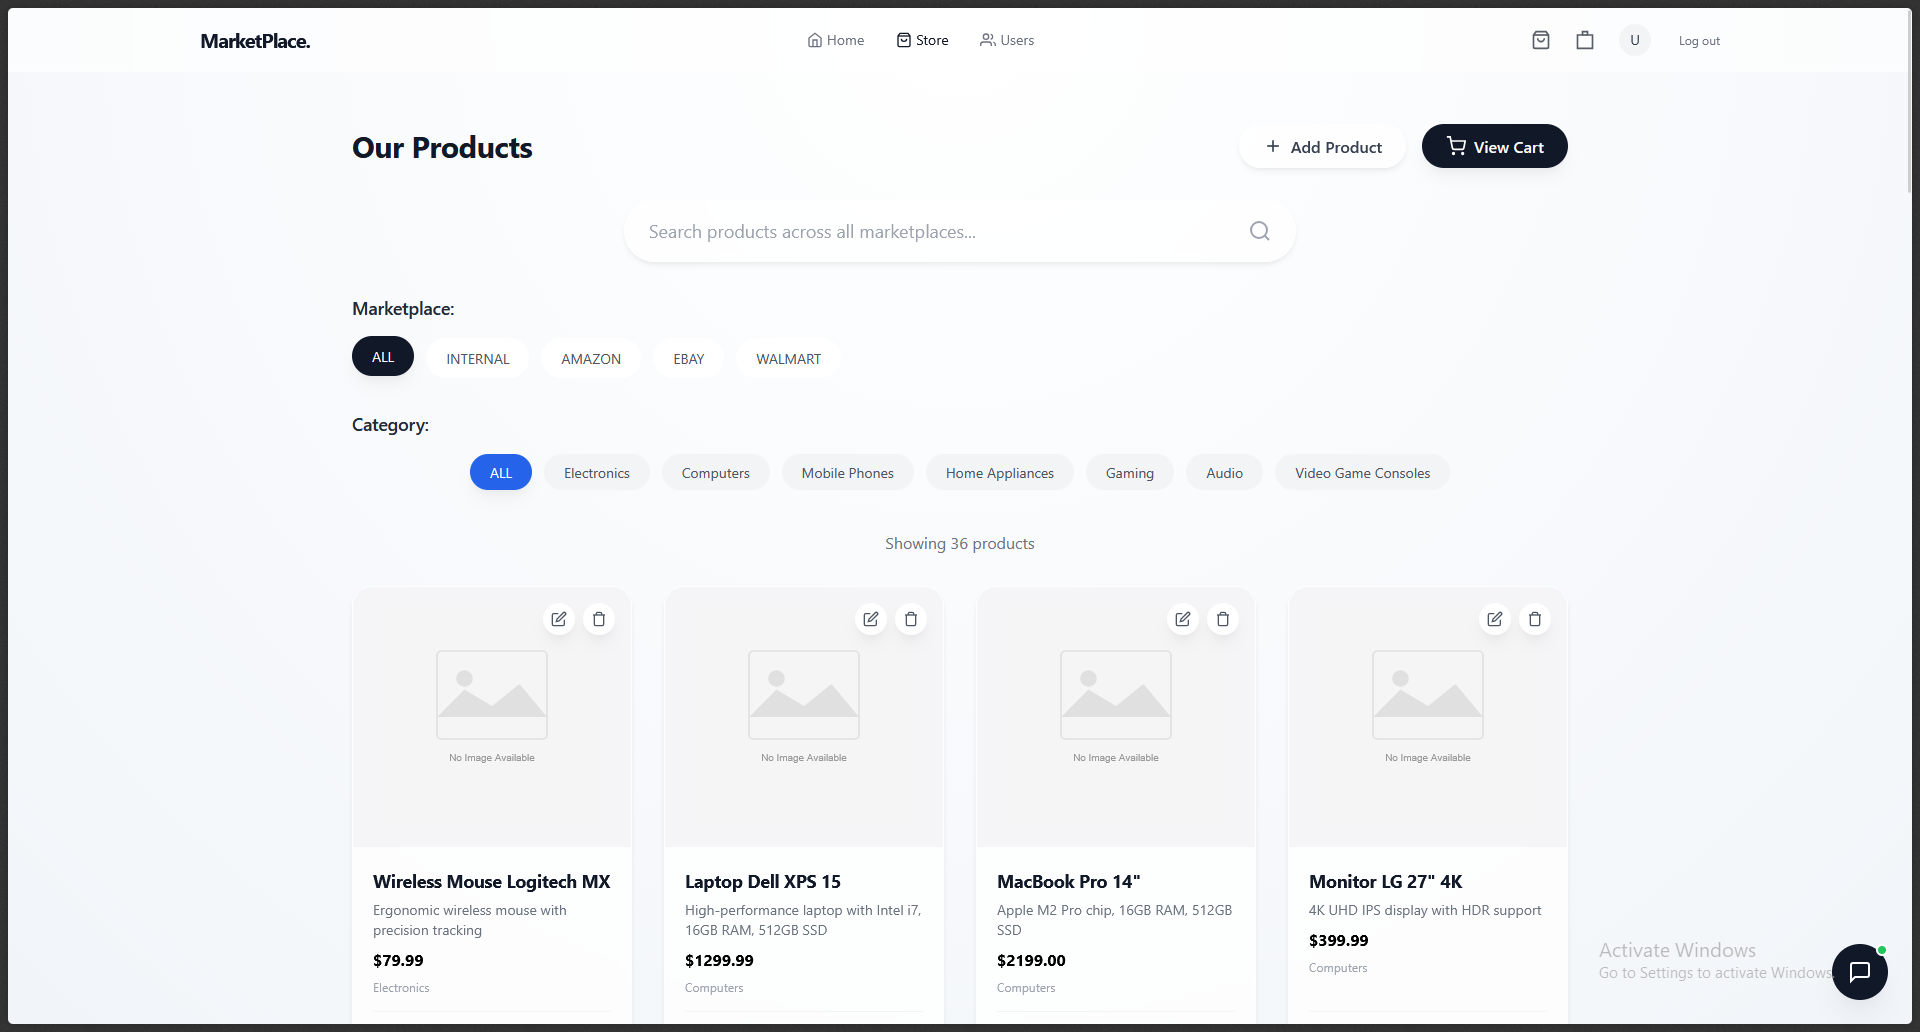 MarketPlace.
Home
Store
Users
U
Log out
Our Products
Add Product
View Cart
Search products across all marketplaces...
Marketplace:
ALL
INTERNAL
AMAZON
EBAY
WALMART
Category:
ALL
Electronics
Computers
Mobile Phones
Home Appliances
Gaming
Audio
Video Game Consoles
Showing 36 products
No Image Available
Wireless Mouse Logitech MX
Ergonomic wireless mouse with
precision tracking
$79.99
Electronics
No Image Available
Laptop Dell XPS 15
High-performance laptop with Intel i7,
16GB RAM, 512GB SSD
$1299.99
Computers
No Image Available
MacBook Pro 14"
Apple M2 Pro chip, 16GB RAM, 512GB
SSD
$2199.00
Computers
No Image Available
Monitor LG 27" 4K
4K UHD IPS display with HDR support
$399.99
Computers
Activate Windows
Go to Settings to activate Windows.